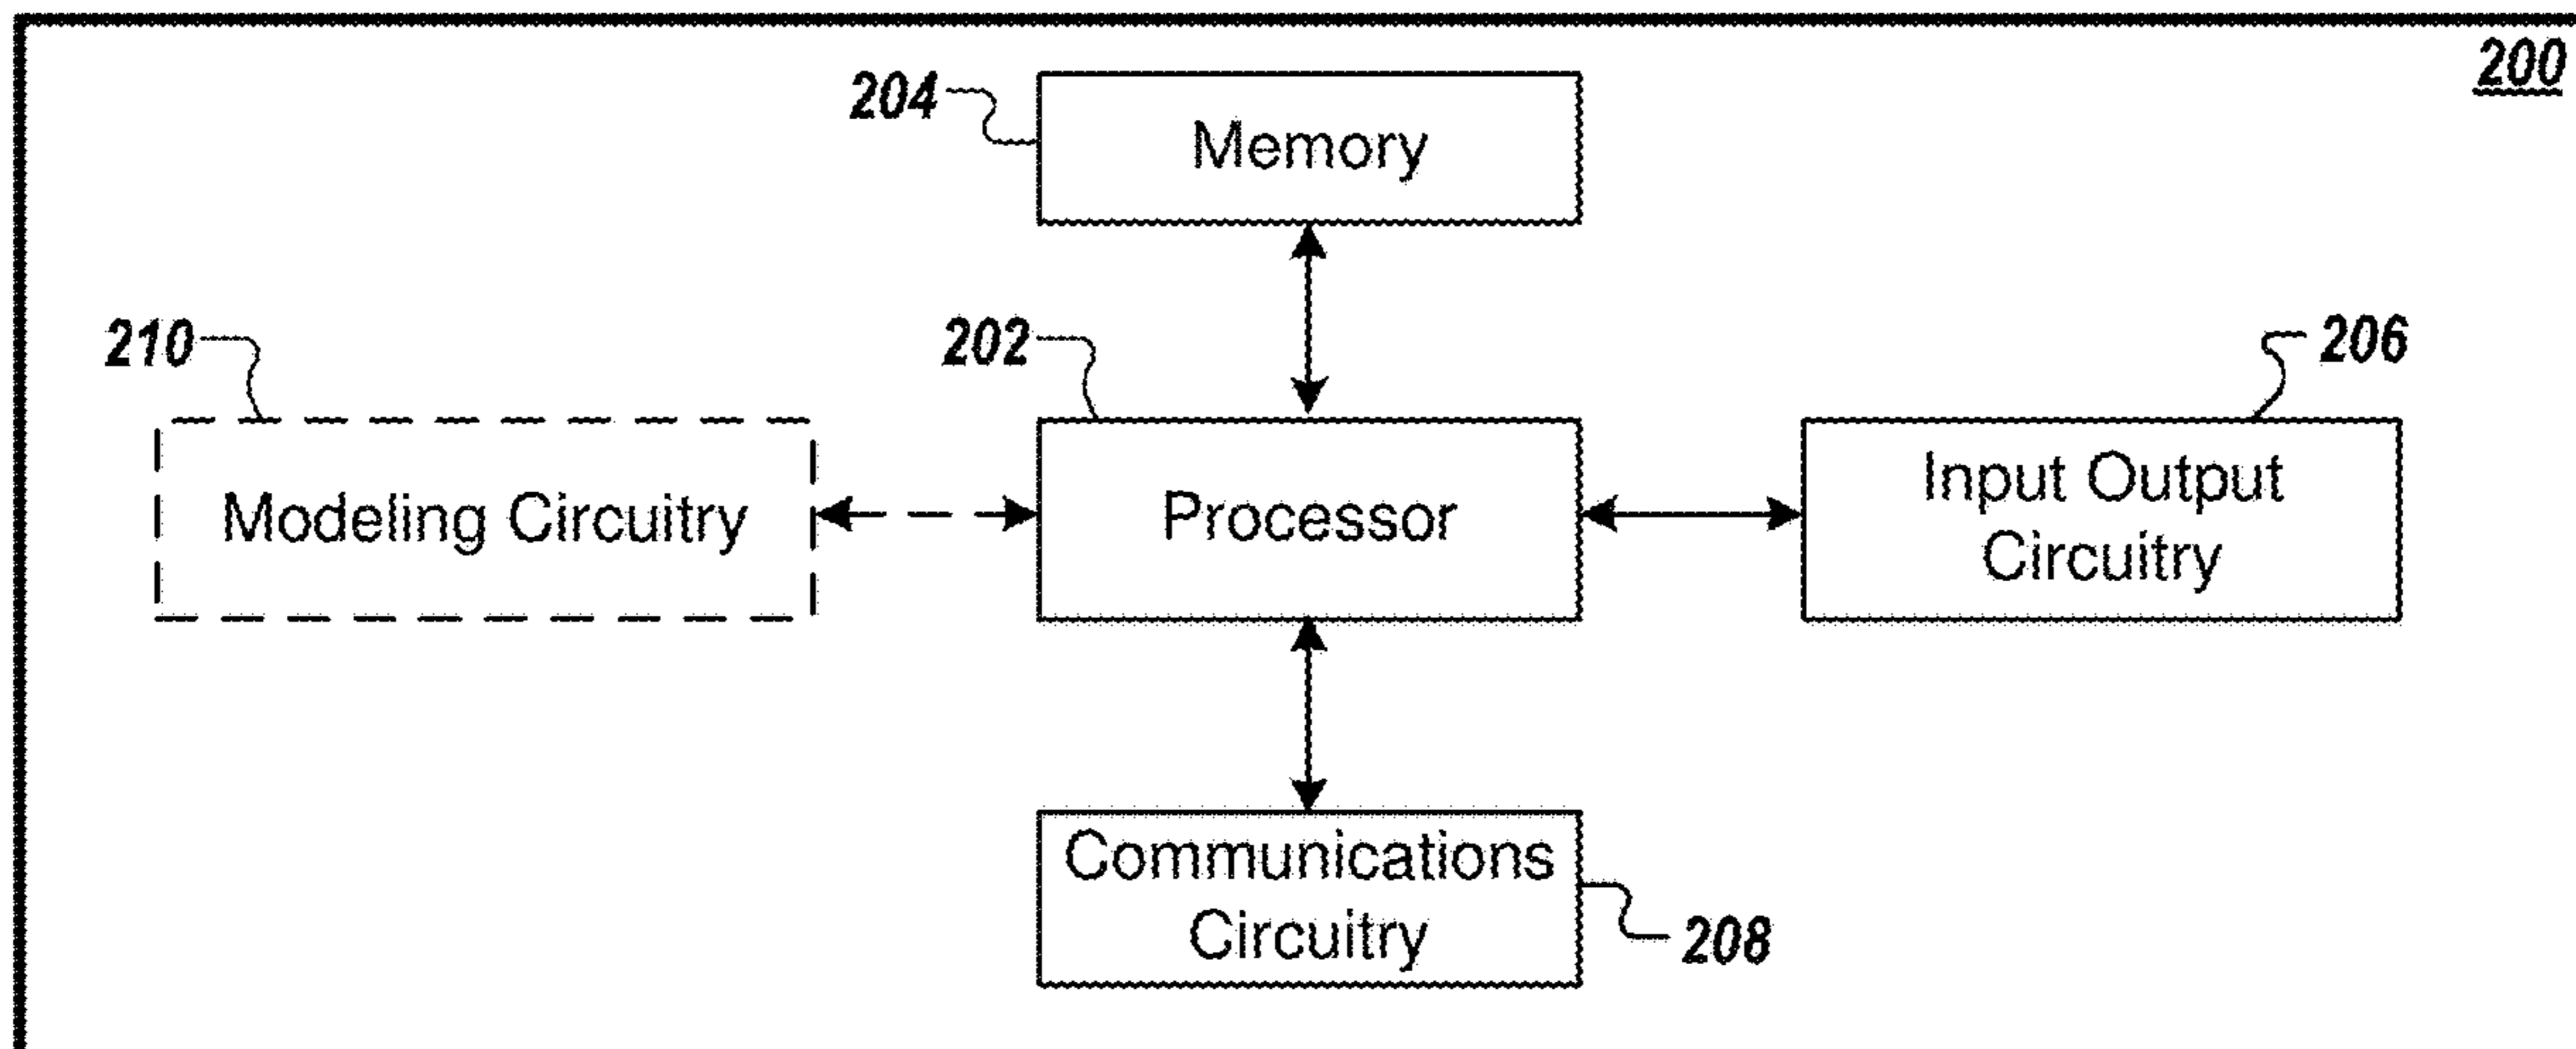 200
204
Memory
210
202
206
Modeling Circuitry
Processor
Input Output
Circuitry
Communications
Circuitry
208